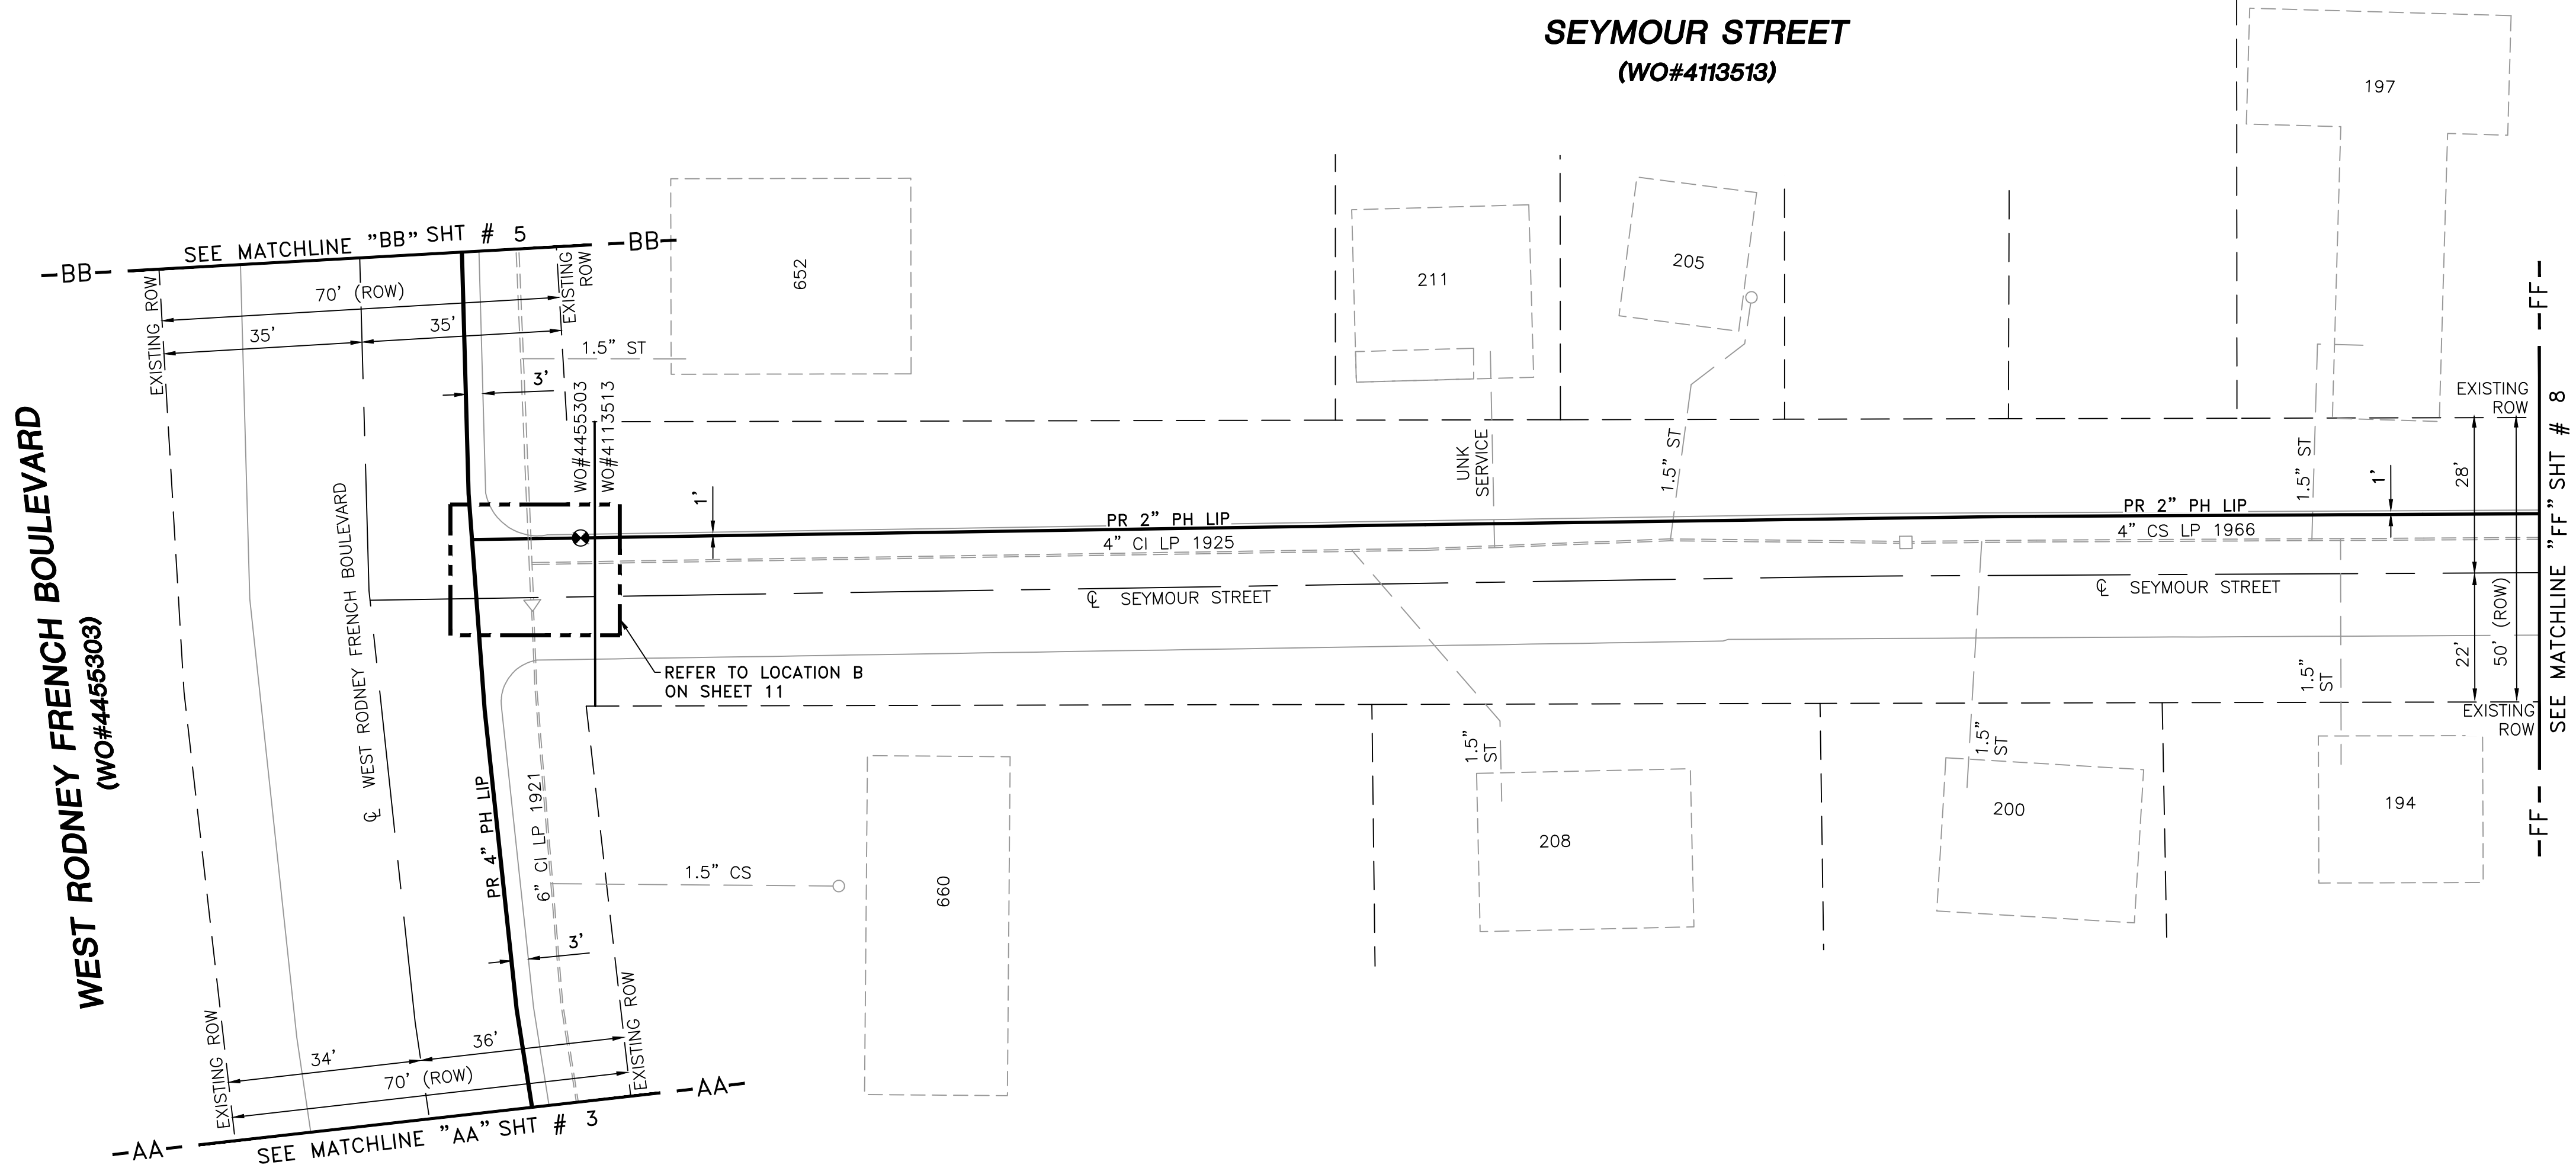 SEYMOUR STREET
(WO#4113513)
197
SEE MATCHLINE "BB" SHT # 5
-BB-
-BB-
EXISTING ROW
70' (ROW)
EXISTING
ROW
35'
35'
652
1.5" ST
3'
211
205
WO#4455303
WO#4113513
WEST RODNEY FRENCH BOULEVARD
(WO#4455303)
℄ WEST RODNEY FRENCH BOULEVARD
1'
PR 2" PH LIP
4" CI LP 1925
UNK
SERVICE
1.5" ST
1.5" ST
1'
PR 2" PH LIP
4" CS LP 1966
EXISTING
ROW
28'
-FF-
SEE MATCHLINE "FF" SHT # 8
℄ SEYMOUR STREET
℄ SEYMOUR STREET
22'
50' (ROW)
EXISTING
ROW
REFER TO LOCATION B
ON SHEET 11
1.5"
ST
1.5"
ST
1.5"
ST
PR 4" PH LIP
6" CI LP 1921
1.5" CS
660
208
200
194
-FF-
3'
EXISTING ROW
34'
36'
70' (ROW)
EXISTING ROW
EXISTING ROW
EXISTING ROW
-AA-
-AA-
SEE MATCHLINE "AA" SHT # 3